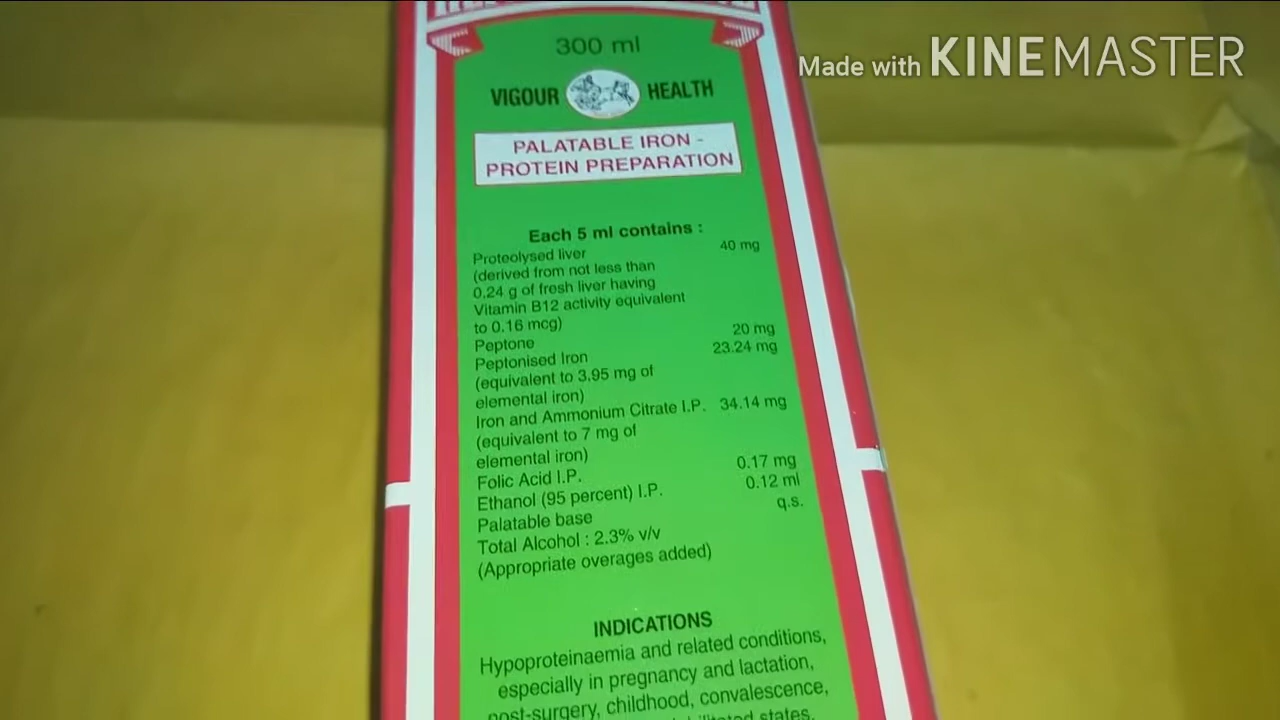 300 ml
Made with KINEMASTER
VIGOUR HEALTH
PALATABLE IRON -
PROTEIN PREPARATION
Each 5 ml contains :
Proteolysed liver 40 mg
(derived from not less than
0.24 g of fresh liver having
Vitamin B12 activity equivalent
to 0.16 mcg)
Peptone 20 mg
Peptonised Iron 23.24 mg
(equivalent to 3.95 mg of
elemental iron)
Iron and Ammonium Citrate I.P. 34.14 mg
(equivalent to 7 mg of
elemental iron)
Folic Acid I.P. 0.17 mg
Ethanol (95 percent) I.P. 0.12 ml
Palatable base q.s.
Total Alcohol : 2.3% v/v
(Appropriate overages added)
INDICATIONS
Hypoproteinaemia and related conditions,
especially in pregnancy and lactation,
post-surgery, childhood, convalescence,
states.